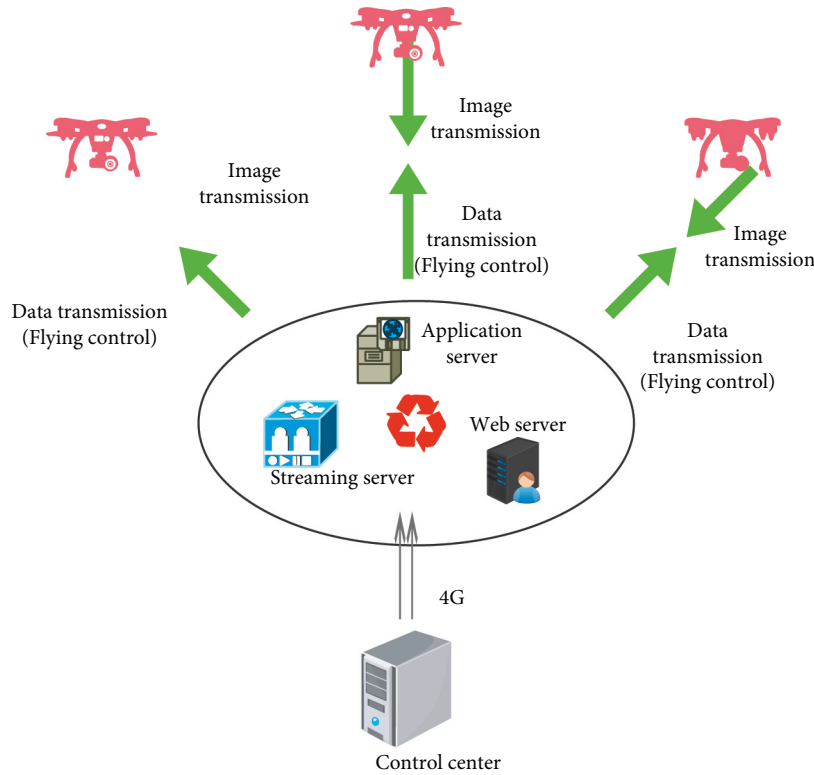 Image
transmission
Image
transmission
Data
transmission
(Flying control)
Image
transmission
Data transmission
(Flying control)
Data
transmission
(Flying control)
Application
server
Web server
Streaming server
4G
Control center